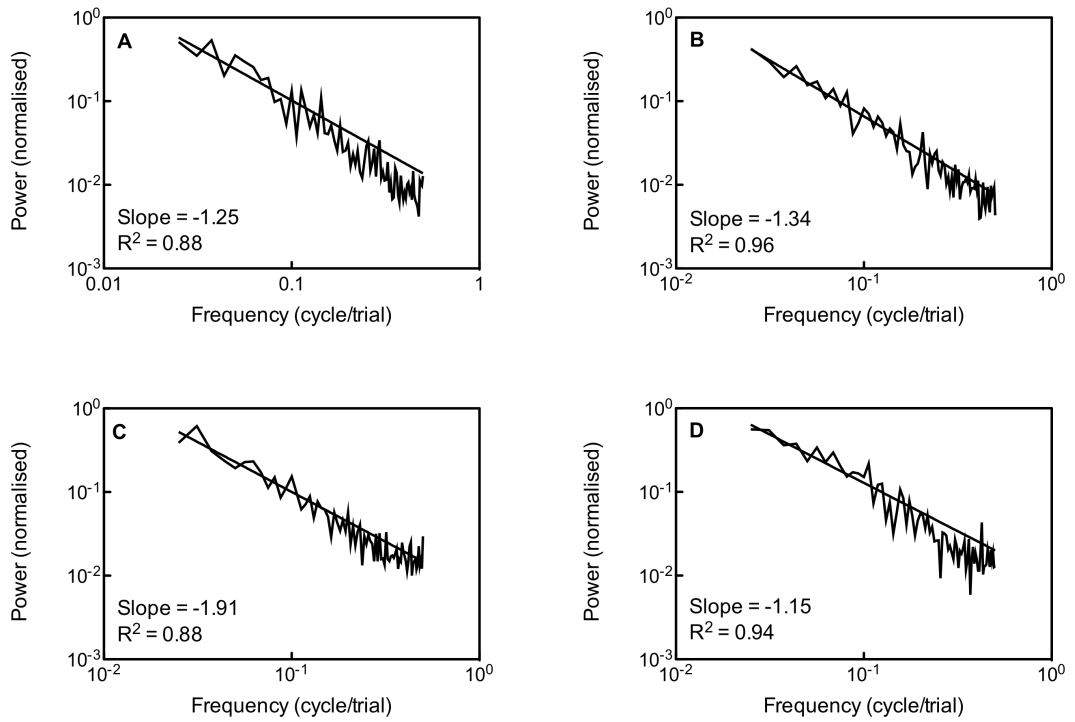 A
Power (normalised)
10^0
10^-1
10^-2
10^-3
Slope = -1.25
R^2 = 0.88
0.01
0.1
1
Frequency (cycle/trial)
B
Power (normalised)
10^0
10^-1
10^-2
10^-3
Slope = -1.34
R^2 = 0.96
10^-2
10^-1
10^0
Frequency (cycle/trial)
C
Power (normalised)
10^0
10^-1
10^-2
10^-3
Slope = -1.91
R^2 = 0.88
10^-2
10^-1
10^0
Frequency (cycle/trial)
D
Power (normalised)
10^0
10^-1
10^-2
10^-3
Slope = -1.15
R^2 = 0.94
10^-2
10^-1
10^0
Frequency (cycle/trial)